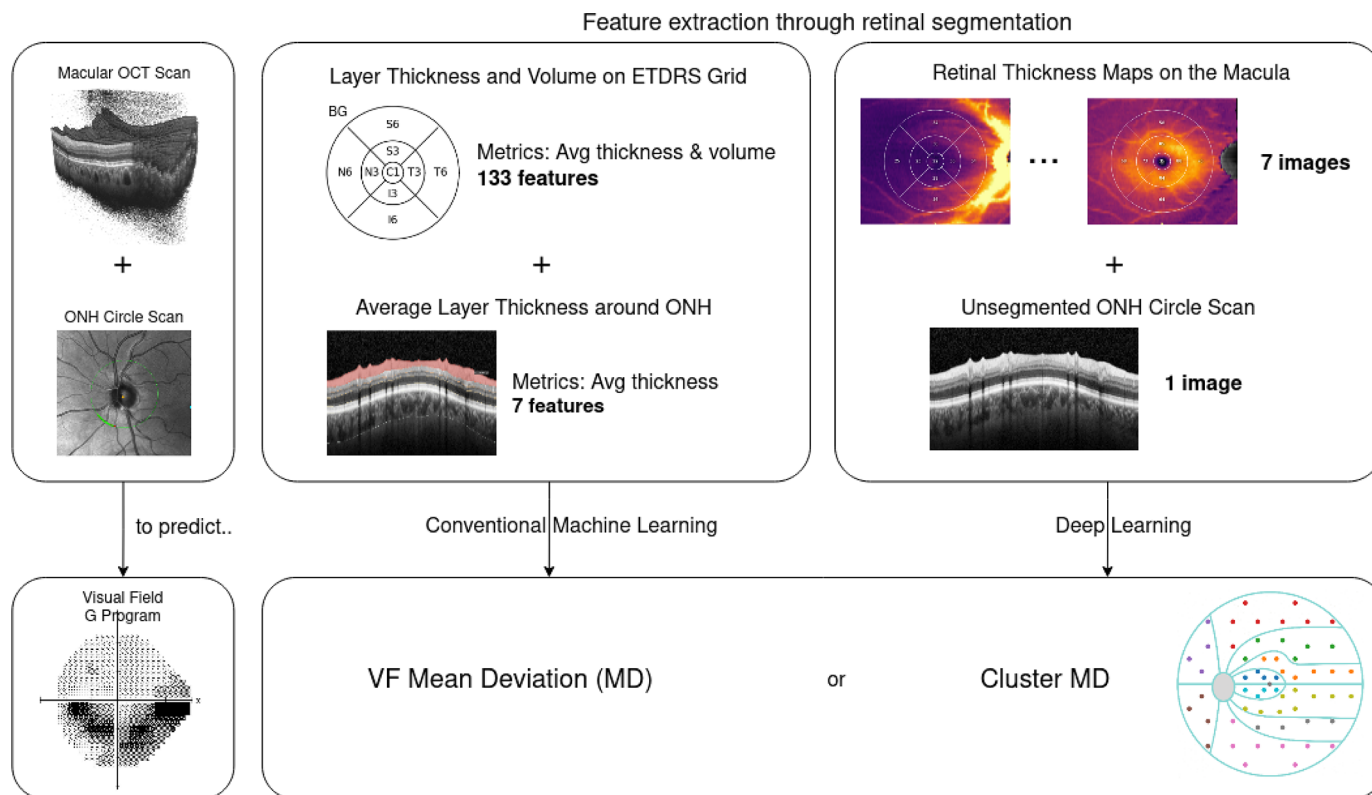 Feature extraction through retinal segmentation
Macular OCT Scan
+
ONH Circle Scan
Layer Thickness and Volume on ETDRS Grid
BG
S6
S3
N6 N3 C1 T3 T6
I3
I6
Metrics: Avg thickness & volume
133 features
+
Average Layer Thickness around ONH
Metrics: Avg thickness
7 features
Retinal Thickness Maps on the Macula
...
7 images
+
Unsegmented ONH Circle Scan
1 image
to predict..
Conventional Machine Learning
Deep Learning
Visual Field
G Program
x
VF Mean Deviation (MD)
or
Cluster MD